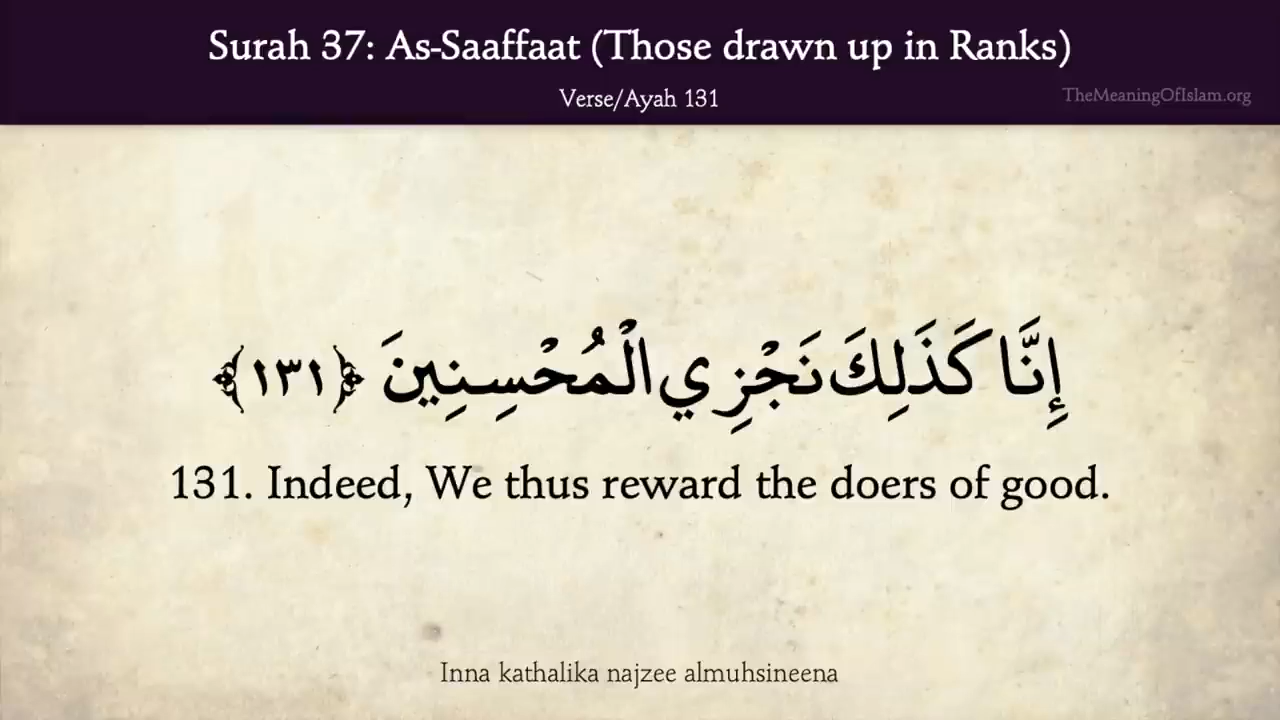 Surah 37: As-Saaffaat (Those drawn up in Ranks)
Verse/Ayah 131
TheMeaningOfIslam.org
إِنَّا كَذَلِكَ نَجْزِي الْمُحْسِنِينَ ﴿١٣١﴾
131. Indeed, We thus reward the doers of good.
Inna kathalika najzee almuhsineena